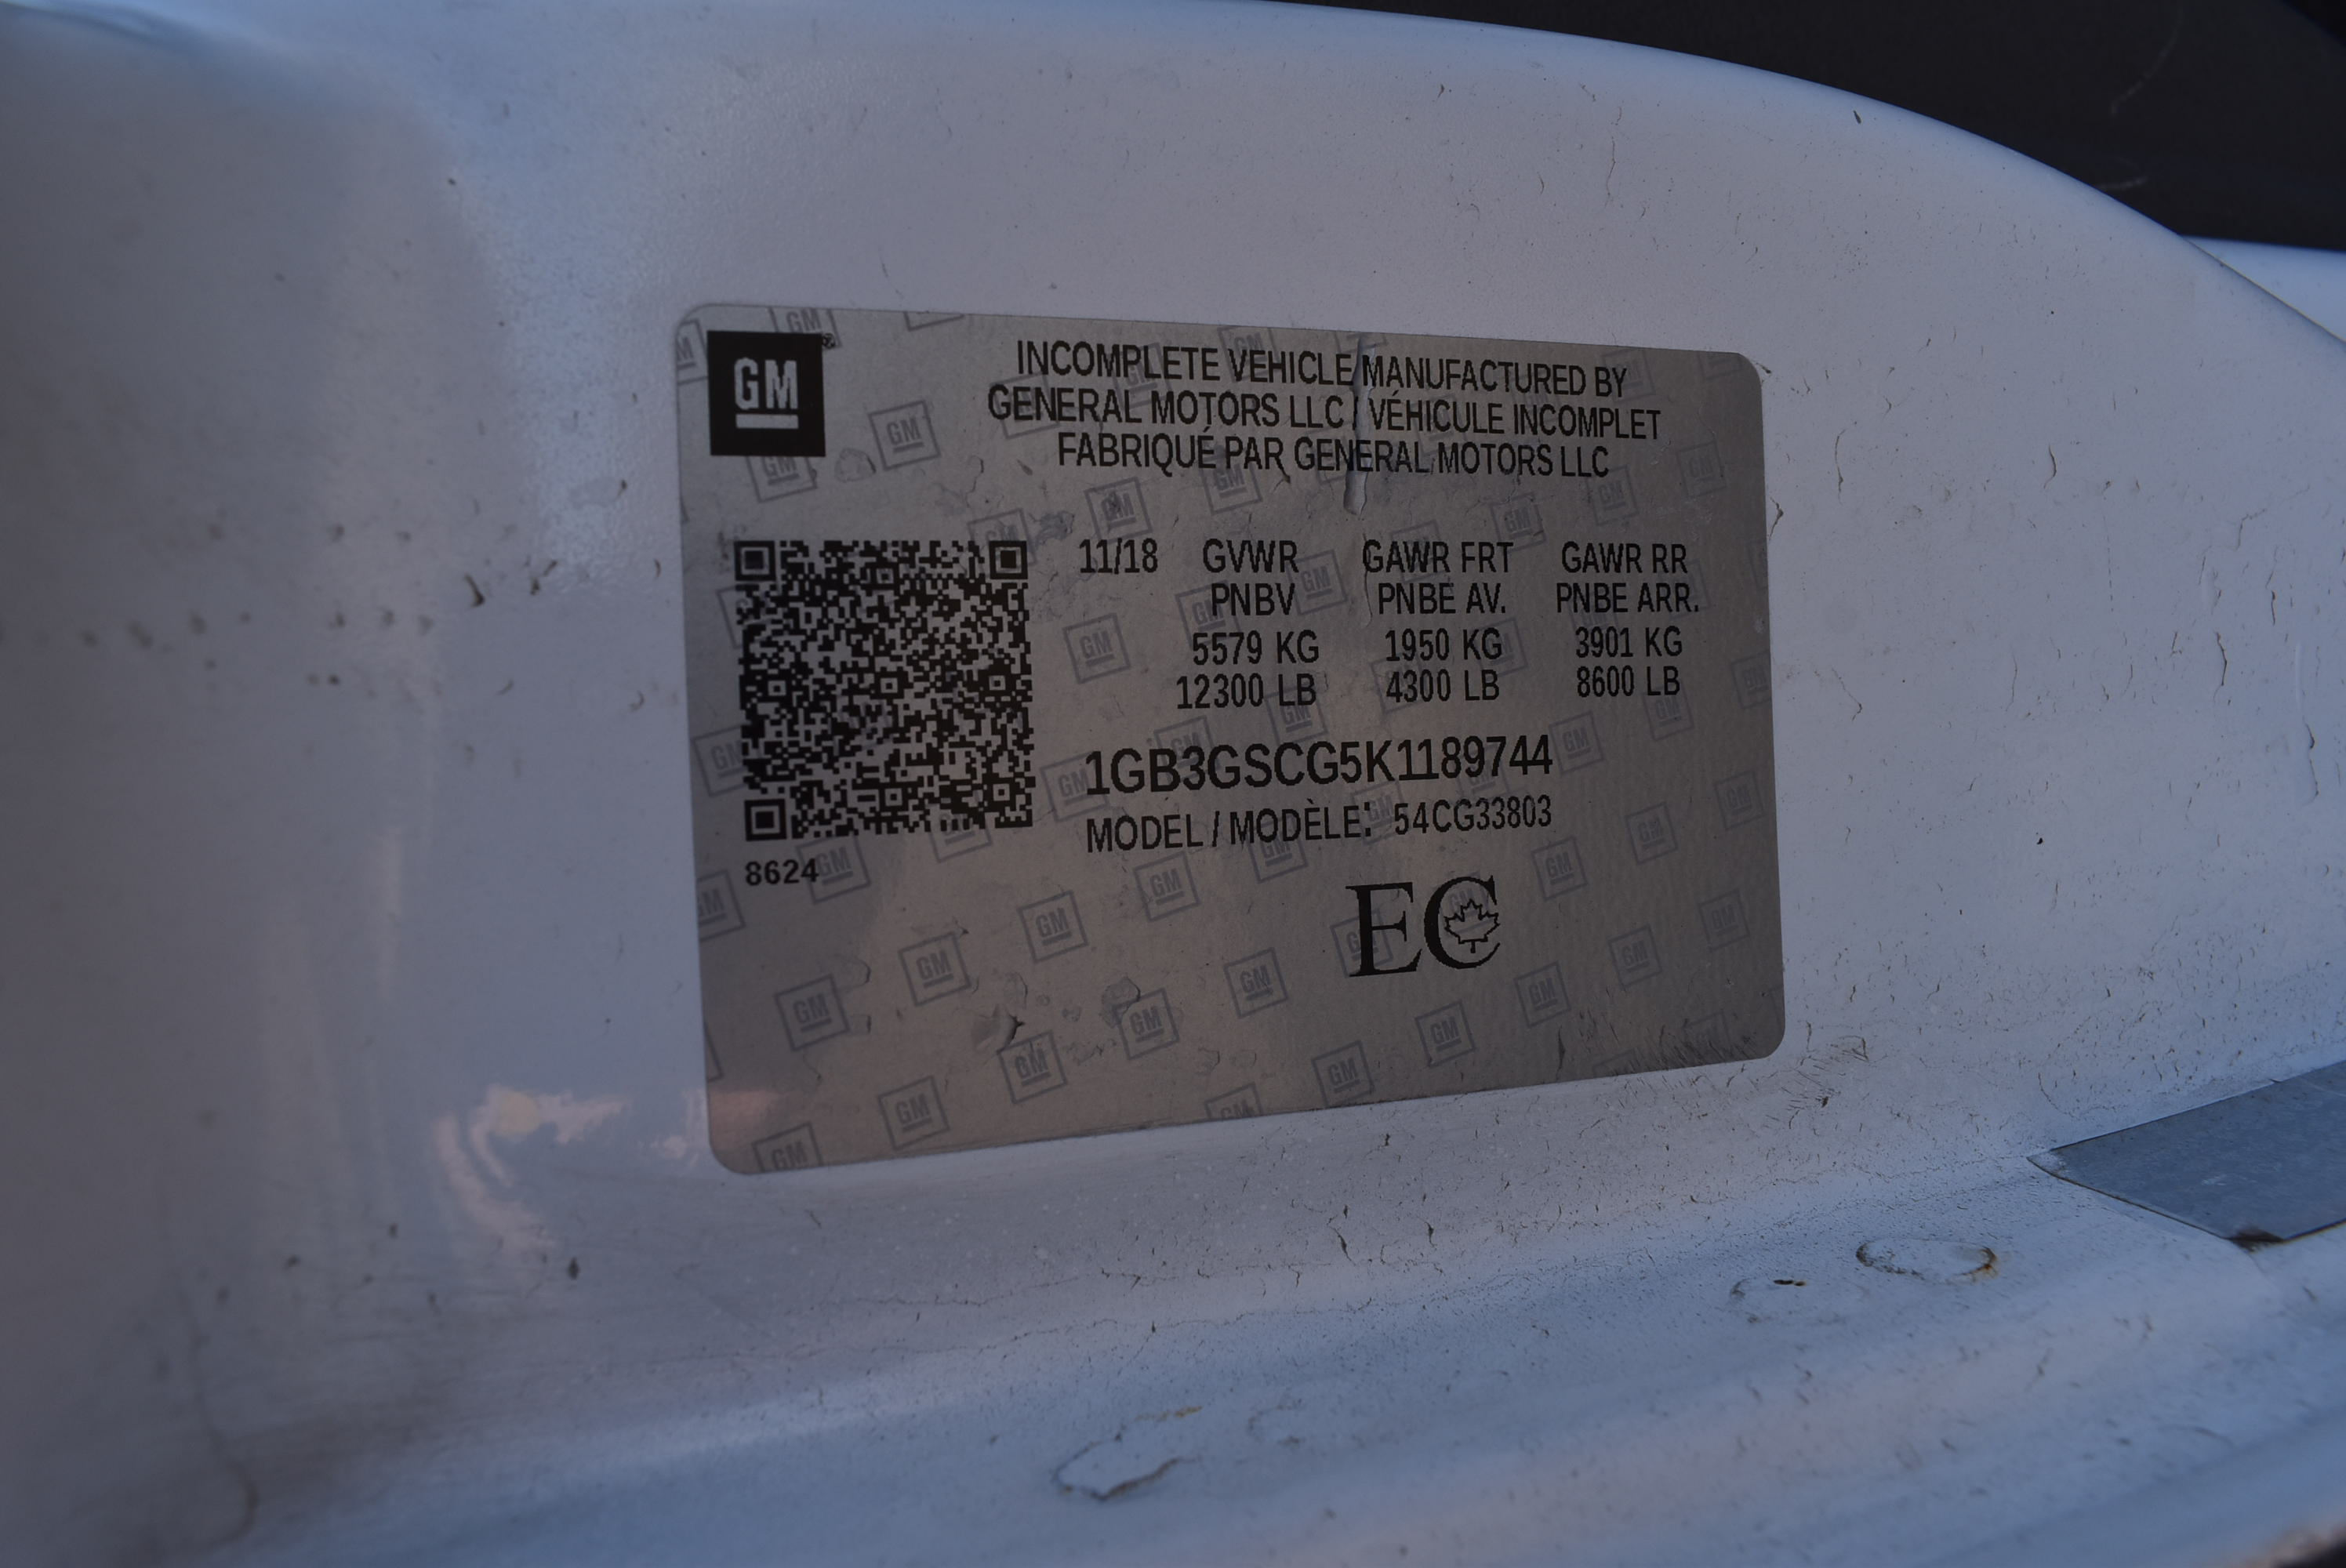 GM
INCOMPLETE VEHICLE MANUFACTURED BY
GENERAL MOTORS LLC / VÉHICULE INCOMPLET
FABRIQUÉ PAR GENERAL MOTORS LLC
11/18 GVWR GAWR FRT GAWR RR
PNBV PNBE AV. PNBE ARR.
5579 KG 1950 KG 3901 KG
12300 LB 4300 LB 8600 LB
1GB3GSCG5K1189744
MODEL / MODÈLE: 54CG33803
8624
EC